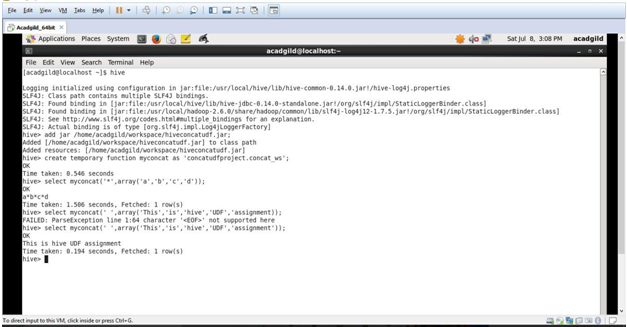 File Edit View VM Tabs Help
Acadgild_64bit
Applications Places System Sat Jul 8, 3:08 PM acadgild
acadgild@localhost:~
File Edit View Search Terminal Help
[acadgild@localhost ~]$ hive
Logging initialized using configuration in jar:file:/usr/local/hive/lib/hive-common-0.14.0.jar!/hive-log4j.properties
SLF4J: Class path contains multiple SLF4J bindings.
SLF4J: Found binding in [jar:file:/usr/local/hive/lib/hive-jdbc-0.14.0-standalone.jar!/org/slf4j/impl/StaticLoggerBinder.class]
SLF4J: Found binding in [jar:file:/usr/local/hadoop-2.6.0/share/hadoop/common/lib/slf4j-log4j12-1.7.5.jar!/org/slf4j/impl/StaticLoggerBinder.class]
SLF4J: See http://www.slf4j.org/codes.html#multiple_bindings for an explanation.
SLF4J: Actual binding is of type [org.slf4j.impl.Log4jLoggerFactory]
hive> add jar /home/acadgild/workspace/hiveconcatudf.jar;
Added [/home/acadgild/workspace/hiveconcatudf.jar] to class path
Added resources: [/home/acadgild/workspace/hiveconcatudf.jar]
hive> create temporary function myconcat as 'concatudfproject.concat_ws';
OK
Time taken: 0.546 seconds
hive> select myconcat('*',array('a','b','c','d'));
OK
a*b*c*d
Time taken: 1.506 seconds, Fetched: 1 row(s)
hive> select myconcat(' ',array('This','is','hive','UDF','assignment));
FAILED: ParseException line 1:64 character '<EOF>' not supported here
hive> select myconcat(' ',array('This','is','hive','UDF','assignment'));
OK
This is hive UDF assignment
Time taken: 0.194 seconds, Fetched: 1 row(s)
hive>
To direct input to this VM, click inside or press Ctrl+G.